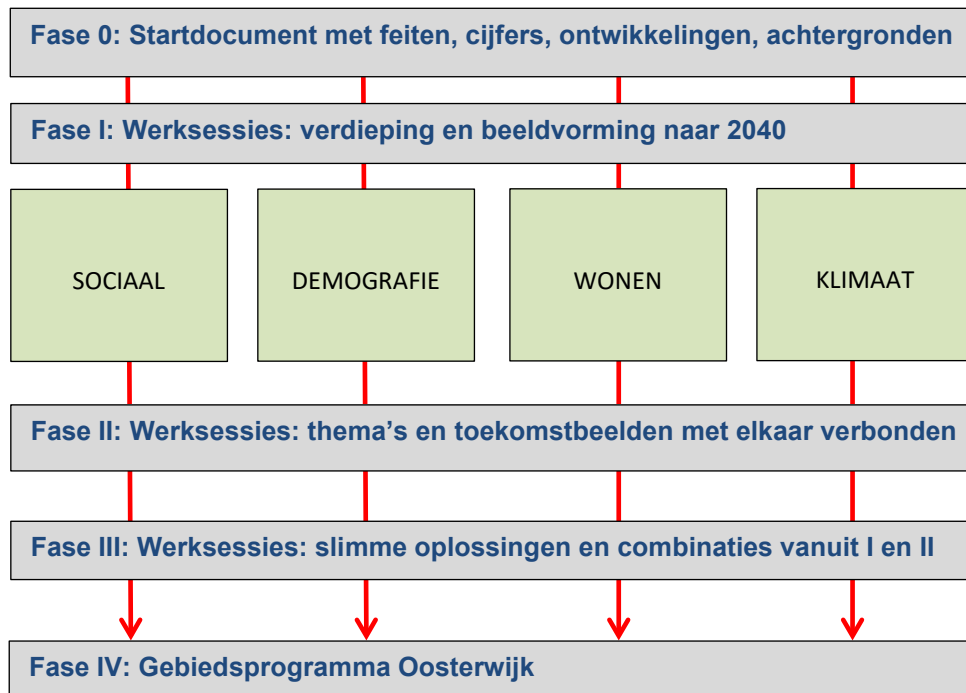 Fase 0: Startdocument met feiten, cijfers, ontwikkelingen, achtergronden
Fase I: Werksessies: verdieping en beeldvorming naar 2040
SOCIAAL
DEMOGRAFIE
WONEN
KLIMAAT
Fase II: Werksessies: thema’s en toekomstbeelden met elkaar verbonden
Fase III: Werksessies: slimme oplossingen en combinaties vanuit I en II
Fase IV: Gebiedsprogramma Oosterwijk